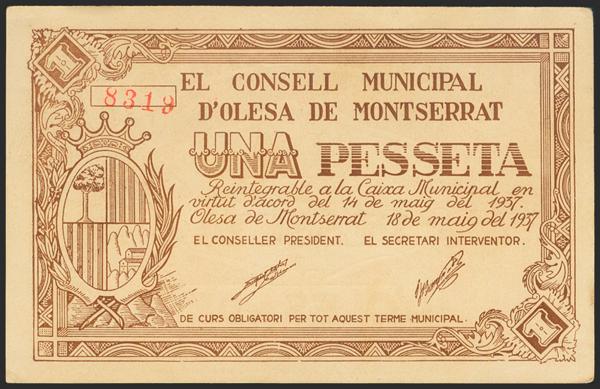 1
8319
EL CONSELL MUNICIPAL
D'OLESA DE MONTSERRAT
UNA PESSETA
Reintegrable a la Caixa Municipal en
virtut d'acord del 14 de maig del 1937.
Olesa de Montserrat 18 de maig del 1937
EL CONSELLER PRESIDENT. EL SECRETARI INTERVENTOR.
DE CURS OBLIGATORI PER TOT AQUEST TERME MUNICIPAL.
1